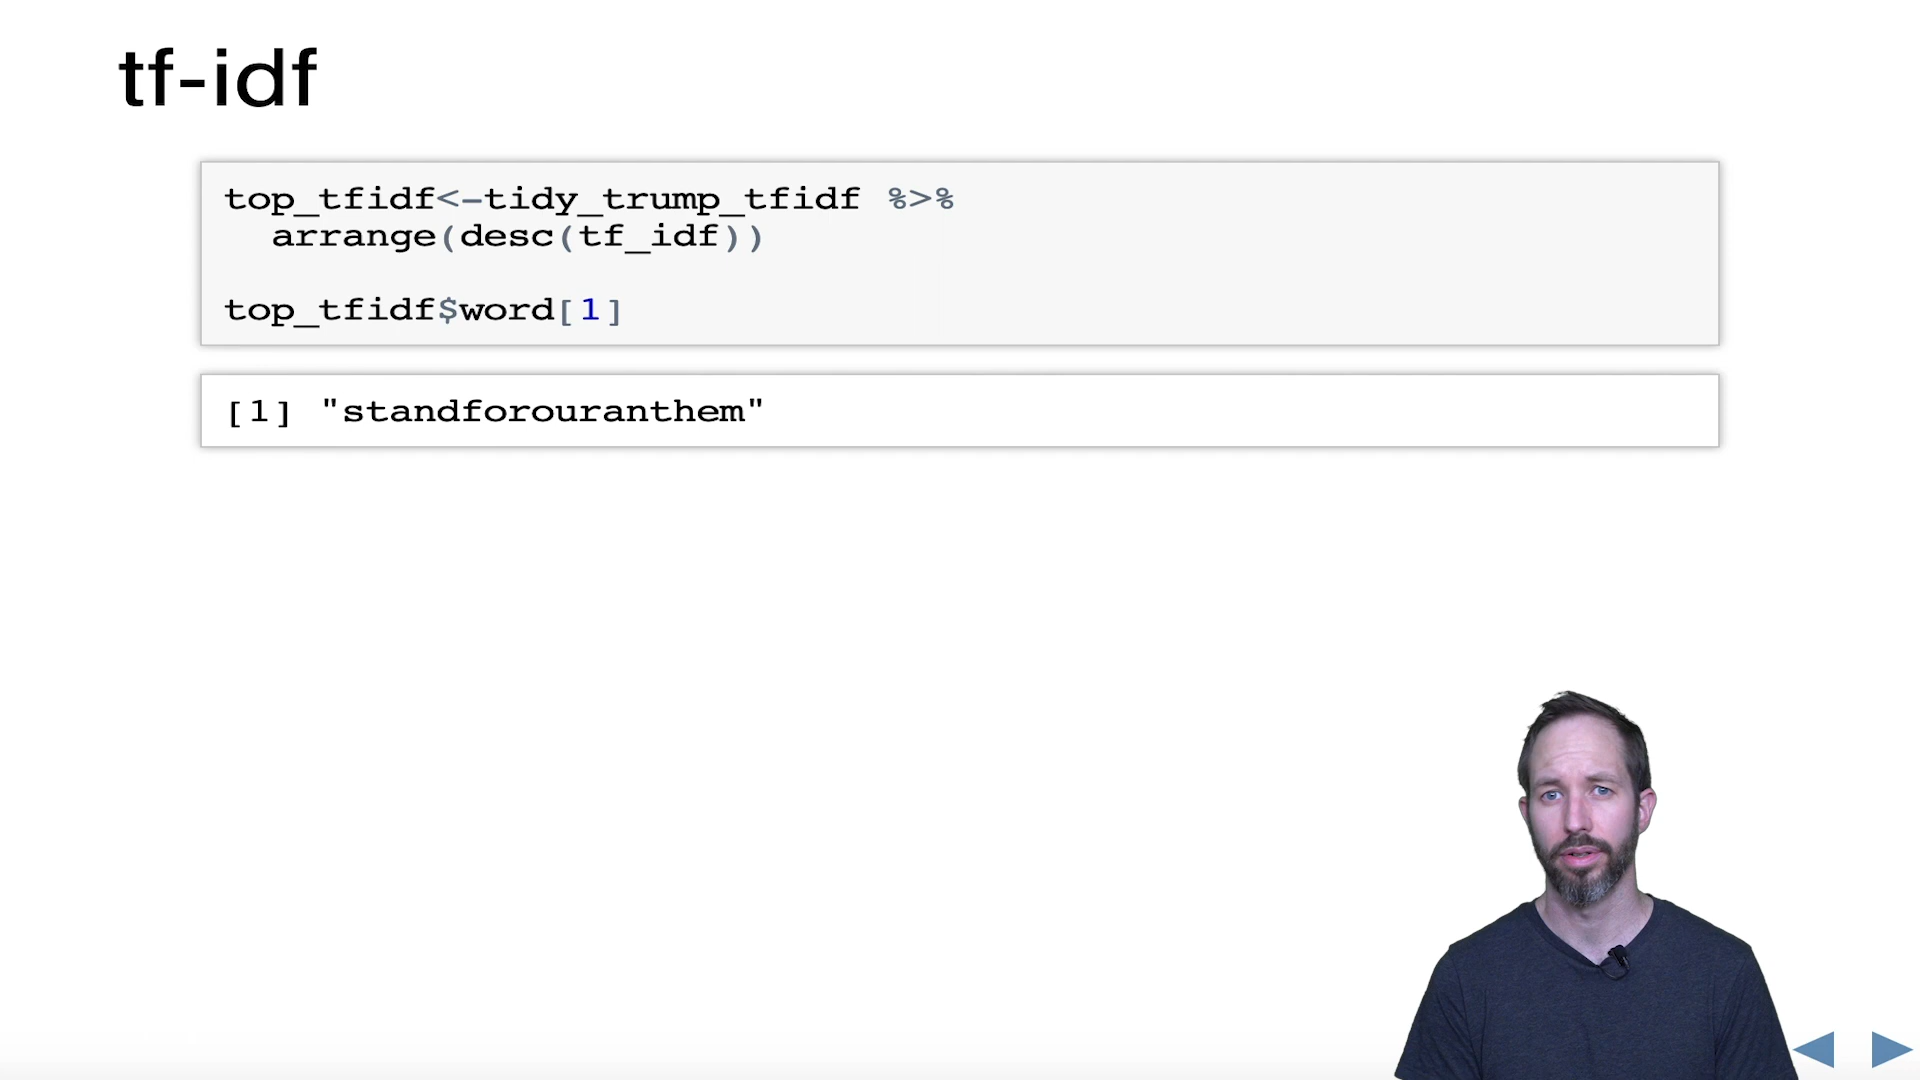 tf-idf
top_tfidf<-tidy_trump_tfidf %>%
  arrange(desc(tf_idf))
top_tfidf$word[1]
[1] "standforouranthem"